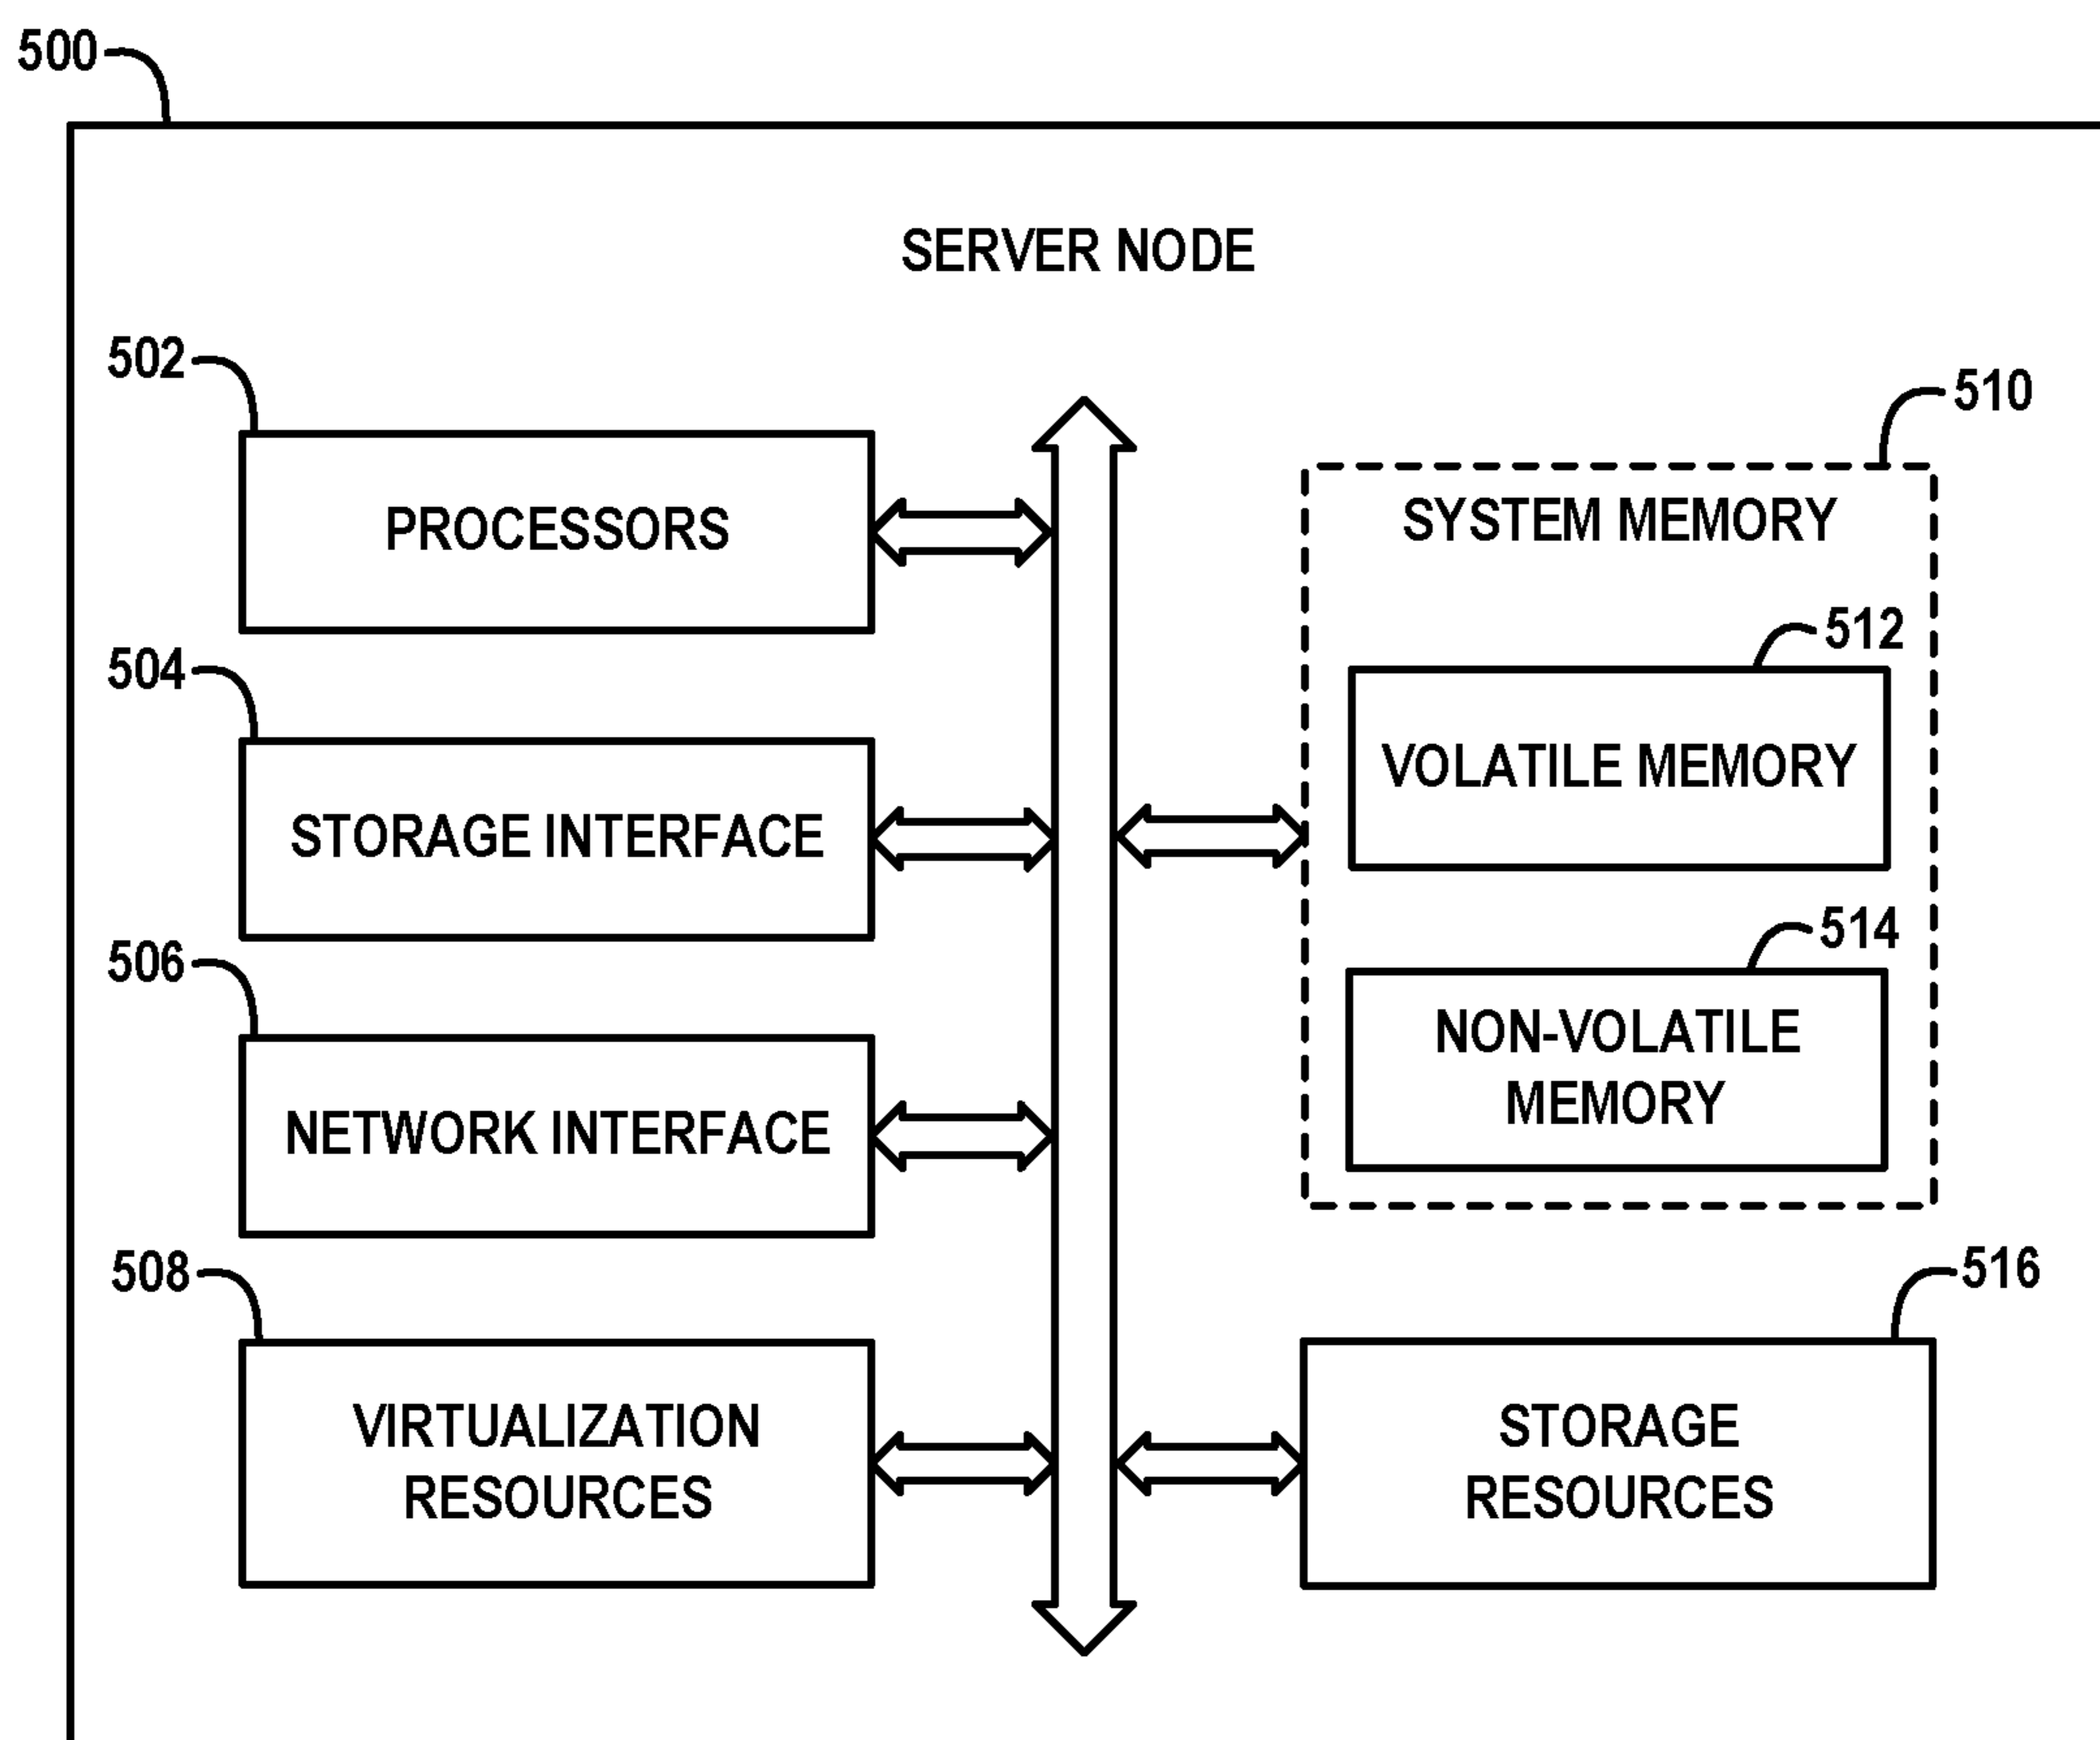 500
SERVER NODE
502
PROCESSORS
504
STORAGE INTERFACE
506
NETWORK INTERFACE
508
VIRTUALIZATION
RESOURCES
510
SYSTEM MEMORY
512
VOLATILE MEMORY
514
NON-VOLATILE
MEMORY
516
STORAGE
RESOURCES